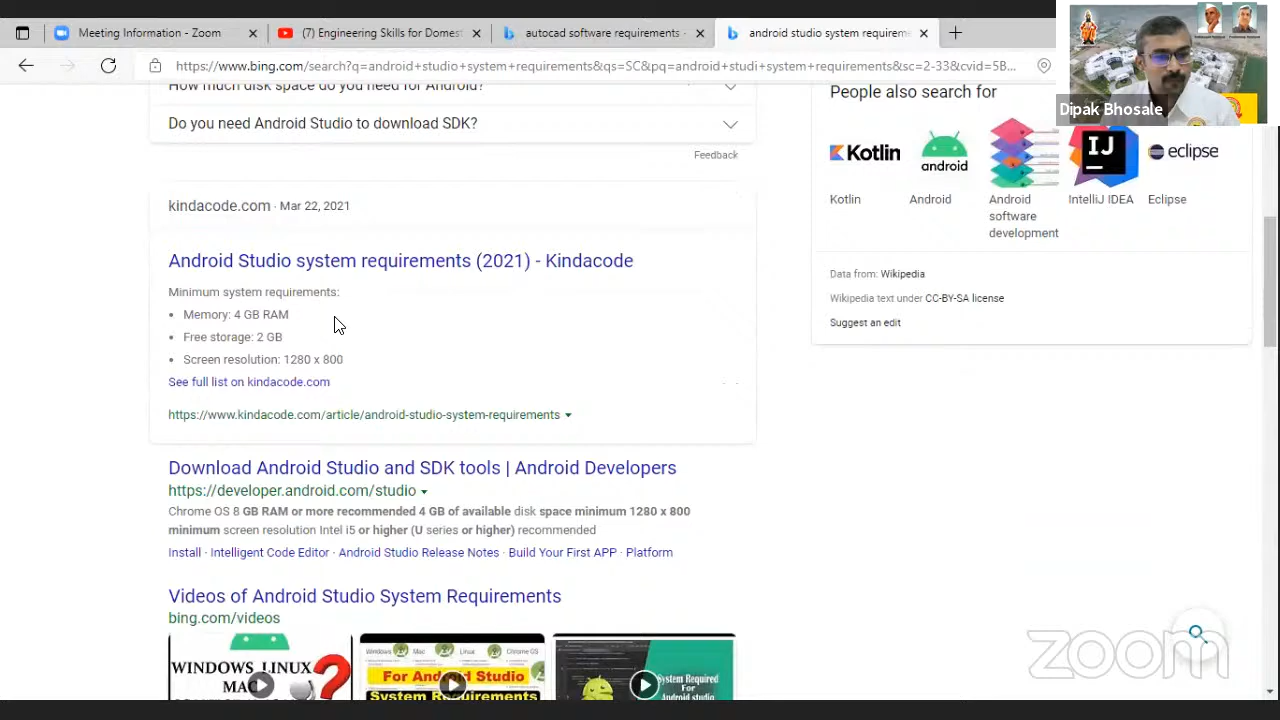 Meeting Information - Zoom
(7) Engineering Skills for Domest
autocad software requirements -
android studio system requirem
https://www.bing.com/search?q=android+studio+system+requirements&qs=SC&pq=android+studi+system+requirements&sc=2-33&cvid=5B...
Dipak Bhosale
How much disk space do you need for Android?
Do you need Android Studio to download SDK?
Feedback
kindacode.com · Mar 22, 2021
Android Studio system requirements (2021) - Kindacode
Minimum system requirements:
• Memory: 4 GB RAM
• Free storage: 2 GB
• Screen resolution: 1280 x 800
See full list on kindacode.com
https://www.kindacode.com/article/android-studio-system-requirements
Download Android Studio and SDK tools | Android Developers
https://developer.android.com/studio
Chrome OS 8 GB RAM or more recommended 4 GB of available disk space minimum 1280 x 800
minimum screen resolution Intel i5 or higher (U series or higher) recommended
Install · Intelligent Code Editor · Android Studio Release Notes · Build Your First APP · Platform
Videos of Android Studio System Requirements
bing.com/videos
WINDOWS LINUX
MAC
Windows
Mac
Linux
Chrome OS
For Android Studio
System Requirements
System Required
For
Android studio
People also search for
Kotlin
android
IJ
eclipse
Kotlin
Android
Android
software
development
IntelliJ IDEA
Eclipse
Data from: Wikipedia
Wikipedia text under CC-BY-SA license
Suggest an edit
zoom